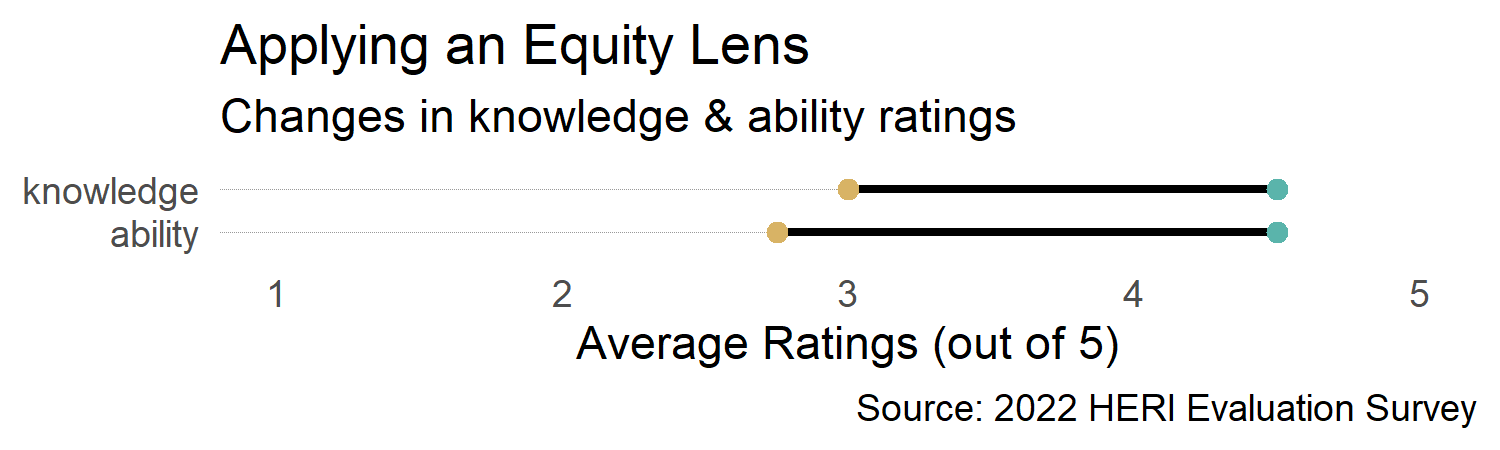 Applying an Equity Lens
Changes in knowledge & ability ratings
knowledge
ability
1 2 3 4 5
Average Ratings (out of 5)
Source: 2022 HERI Evaluation Survey